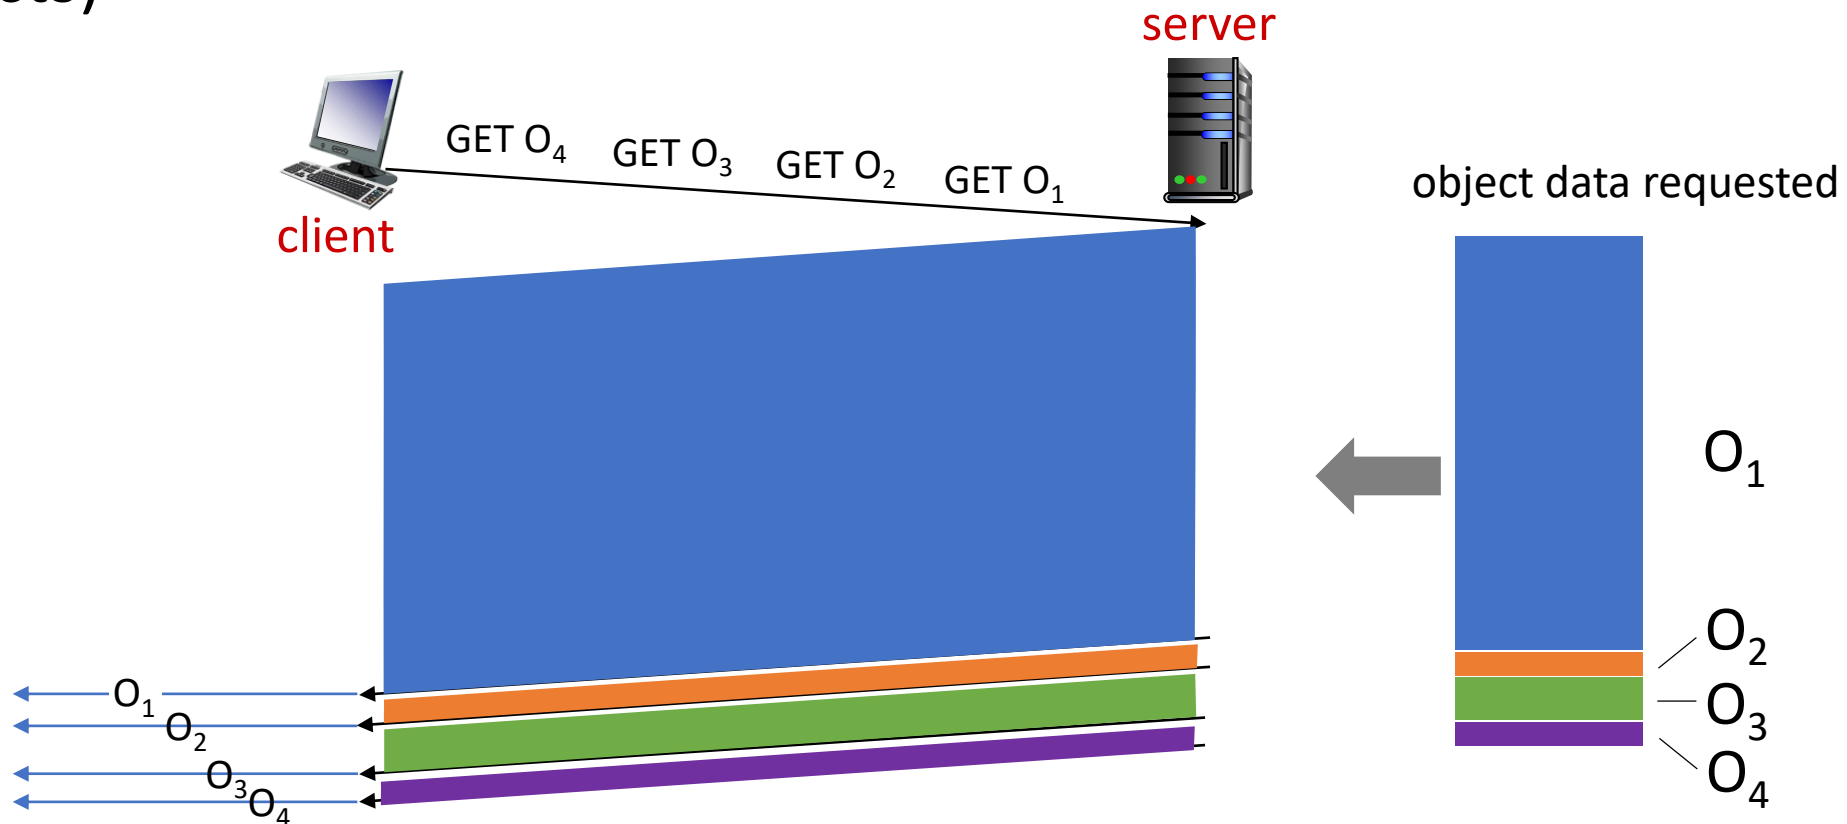 server
GET O₄ GET O₃ GET O₂ GET O₁
object data requested
client
O₁
O₂
O₃
O₄
O₁
O₂
O₃
O₄